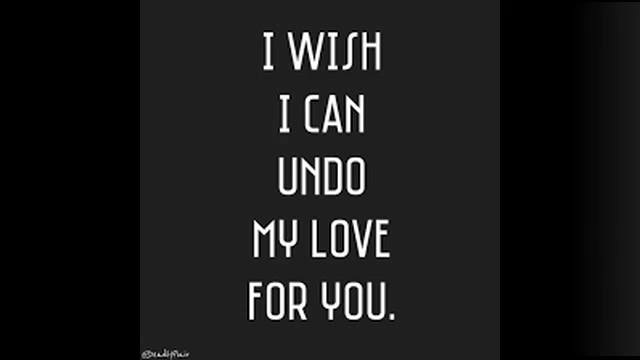 I WISH
I CAN
UNDO
MY LOVE
FOR YOU.